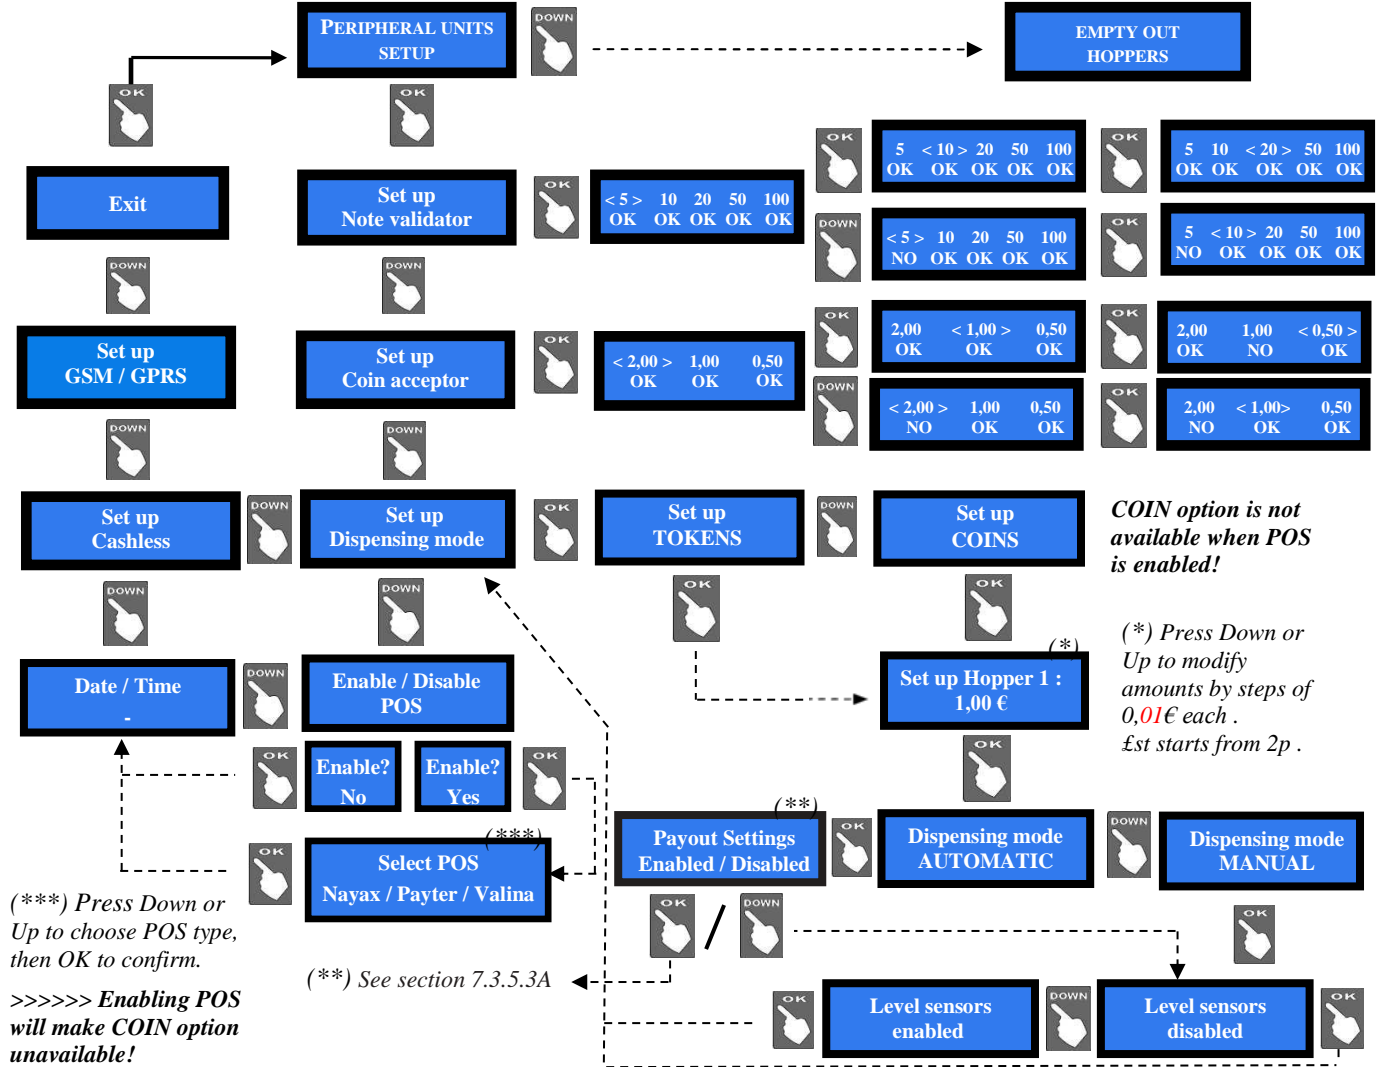 PERIPHERAL UNITS
SETUP
DOWN
EMPTY OUT
HOPPERS
OK
OK
Exit
Set up
Note validator
OK
< 5 > 10 20 50 100
OK OK OK OK OK
OK
5 < 10 > 20 50 100
OK OK OK OK OK
OK
5 10 < 20 > 50 100
OK OK OK OK OK
DOWN
< 5 > 10 20 50 100
NO OK OK OK OK
OK
5 < 10 > 20 50 100
NO OK OK OK OK
DOWN
DOWN
Set up
GSM / GPRS
Set up
Coin acceptor
OK
< 2,00 > 1,00 0,50
OK OK OK
OK
2,00 < 1,00 > 0,50
OK OK OK
OK
2,00 1,00 < 0,50 >
OK NO OK
DOWN
< 2,00 > 1,00 0,50
NO OK OK
OK
2,00 < 1,00> 0,50
NO OK OK
DOWN
DOWN
Set up
Cashless
DOWN
Set up
Dispensing mode
OK
Set up
TOKENS
DOWN
Set up
COINS
COIN option is not
available when POS
is enabled!
DOWN
DOWN
OK
OK
(*)
(*) Press Down or
Up to modify
amounts by steps of
0,01€ each .
£st starts from 2p .
Date / Time
-
DOWN
Enable / Disable
POS
Set up Hopper 1 :
1,00 €
OK
Enable?
No
Enable?
Yes
OK
OK
(***)
(**)
OK
Select POS
Nayax / Payter / Valina
Payout Settings
Enabled / Disabled
OK
Dispensing mode
AUTOMATIC
DOWN
Dispensing mode
MANUAL
(***) Press Down or
Up to choose POS type,
then OK to confirm.
OK
/
DOWN
OK
(**) See section 7.3.5.3A
>>>>>> Enabling POS
will make COIN option
unavailable!
OK
Level sensors
enabled
DOWN
Level sensors
disabled
OK